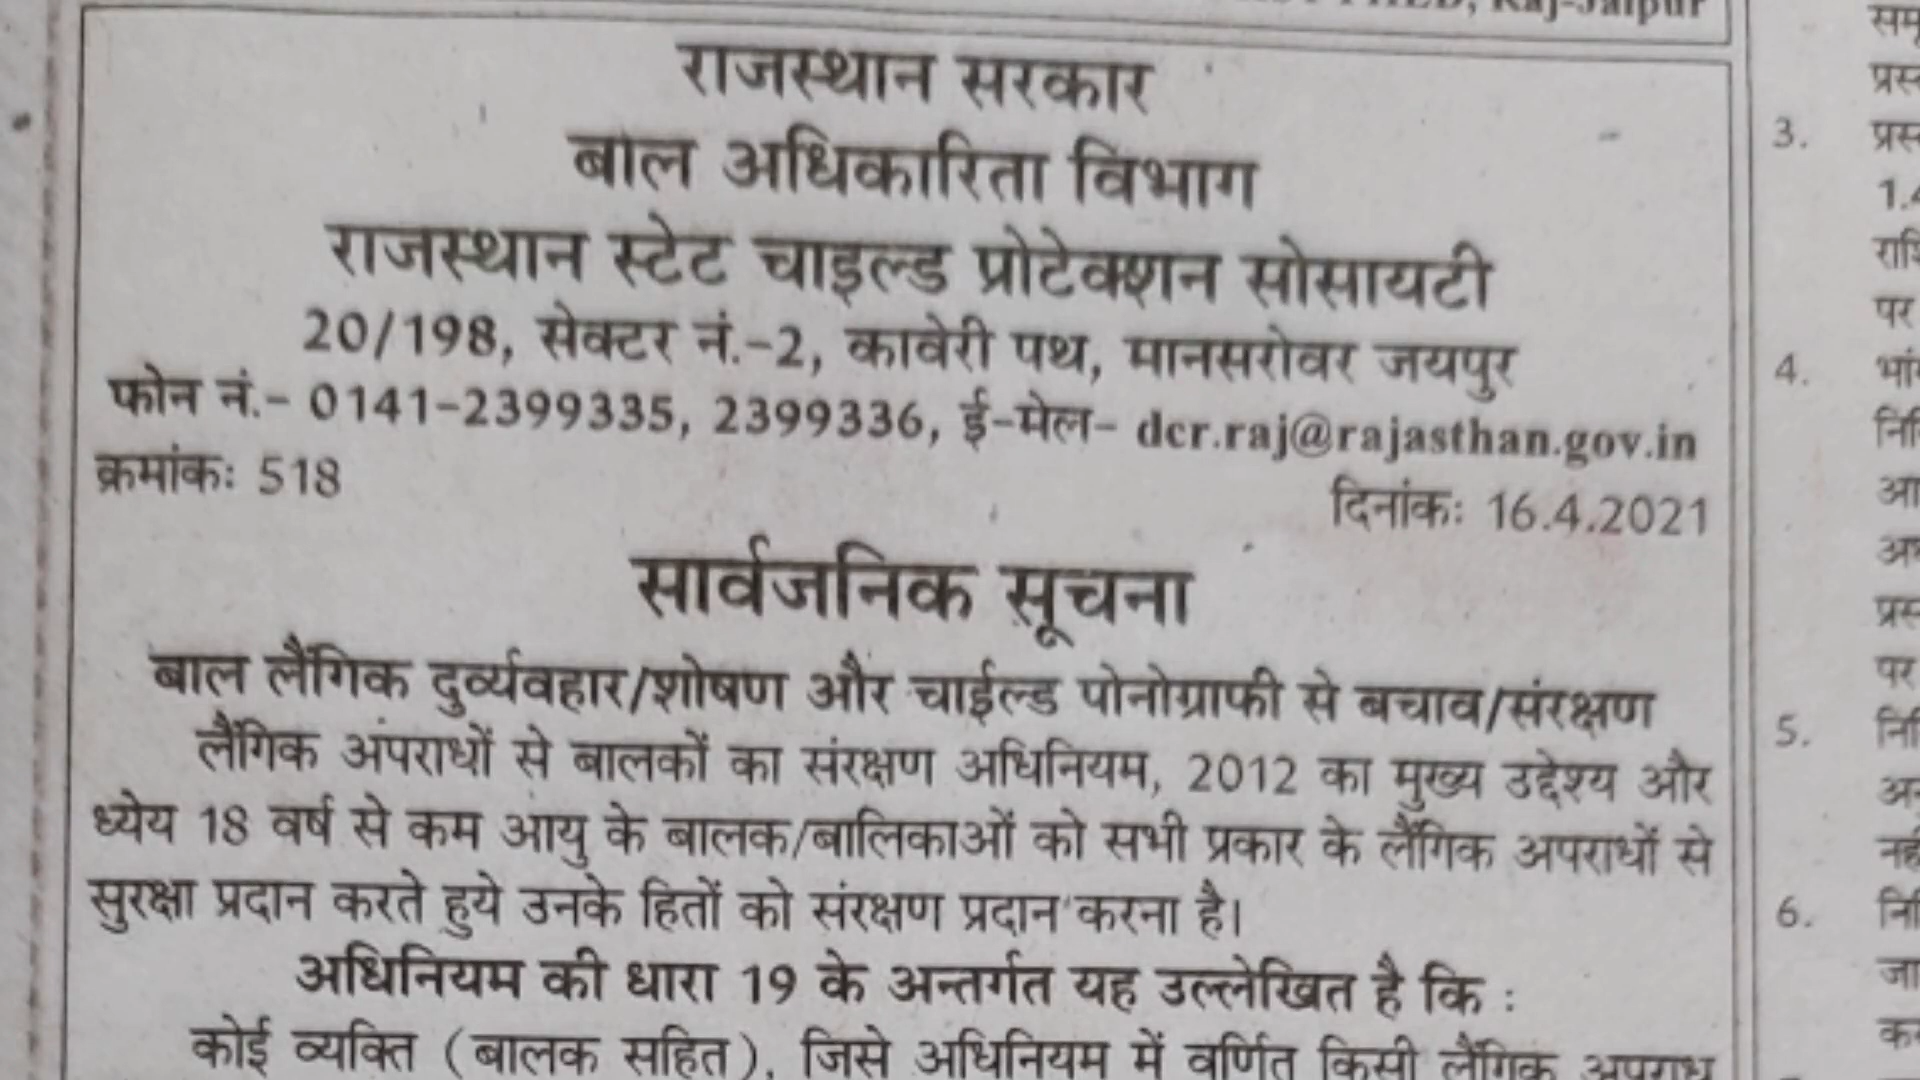 Raj-Jaipur
राजस्थान सरकार
बाल अधिकारिता विभाग
राजस्थान स्टेट चाइल्ड प्रोटेक्शन सोसायटी
20/198, सेक्टर नं.-2, कावेरी पथ, मानसरोवर जयपुर
फोन नं.- 0141-2399335, 2399336, ई-मेल- dcr.raj@rajasthan.gov.in
क्रमांकः 518
दिनांकः 16.4.2021
सार्वजनिक सूचना
बाल लैंगिक दुर्व्यवहार/शोषण और चाईल्ड पोनोग्राफी से बचाव/संरक्षण
लैंगिक अंपराधों से बालकों का संरक्षण अधिनियम, 2012 का मुख्य उद्देश्य और
ध्येय 18 वर्ष से कम आयु के बालक/बालिकाओं को सभी प्रकार के लैंगिक अपराधों से
सुरक्षा प्रदान करते हुये उनके हितों को संरक्षण प्रदान करना है।
अधिनियम की धारा 19 के अन्तर्गत यह उल्लेखित है कि :
कोई व्यक्ति (बालक सहित), जिसे अधिनियम में वर्णित किसी लैंगिक अपराध
3.
4.
पर
5.
पर
6.